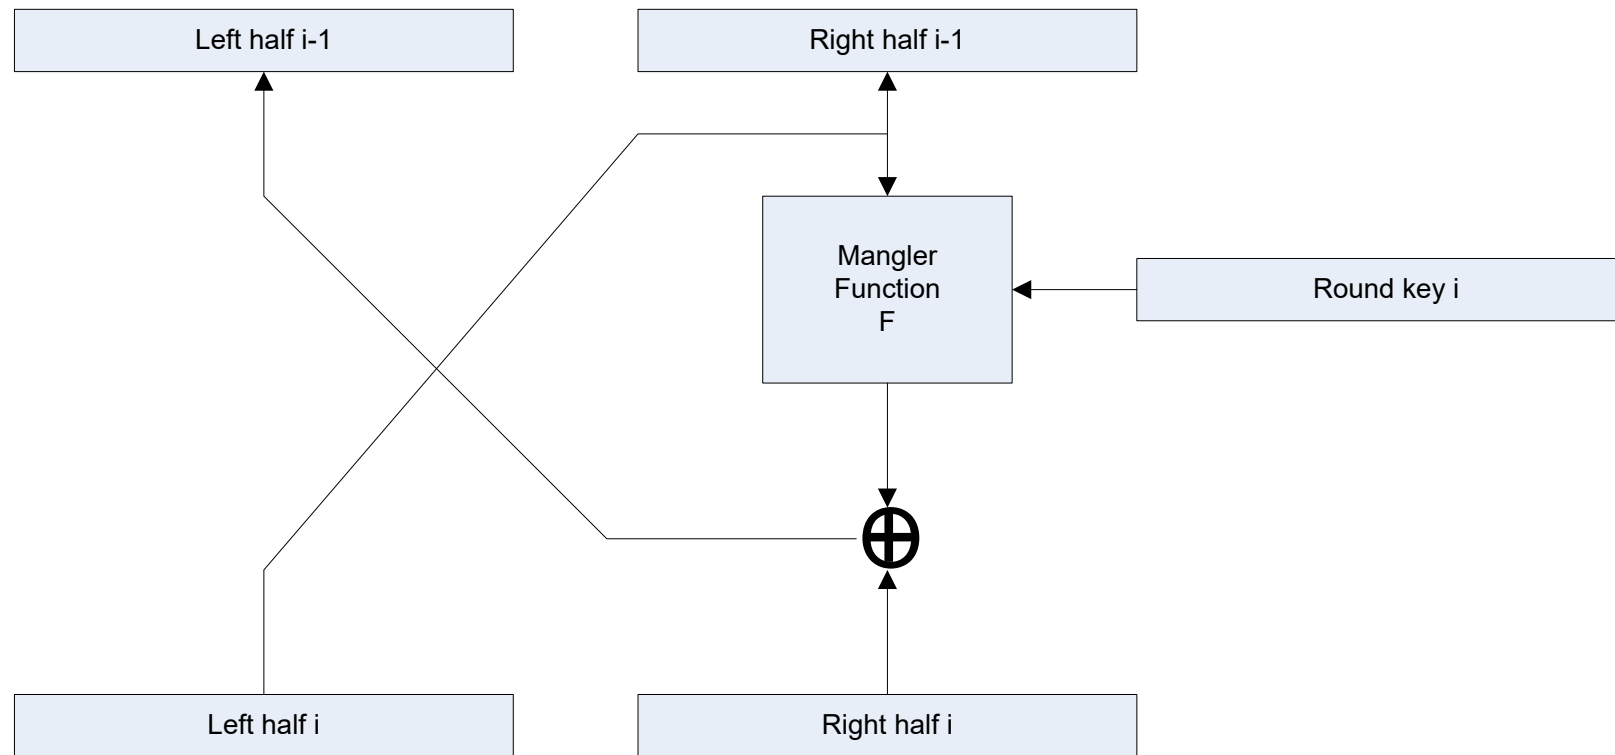 Left half i-1
Right half i-1
Mangler
Function
F
Round key i
Left half i
Right half i